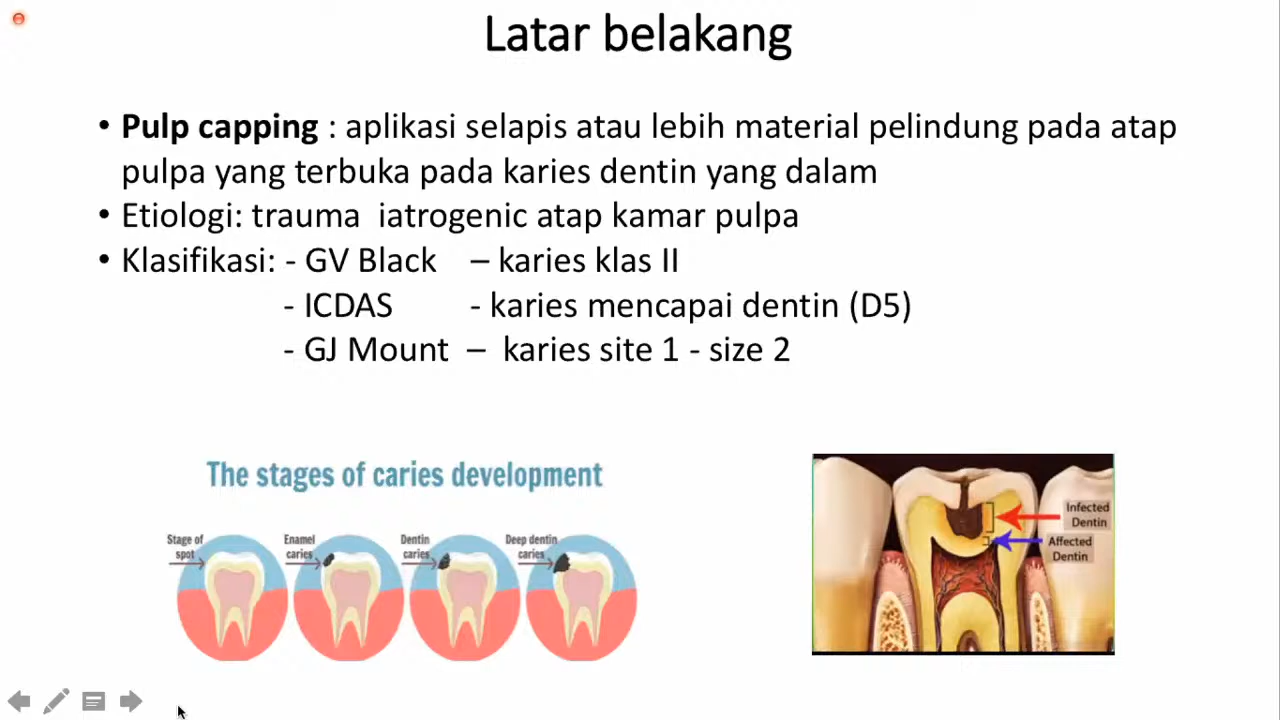 Latar belakang
• Pulp capping : aplikasi selapis atau lebih material pelindung pada atap
pulpa yang terbuka pada karies dentin yang dalam
• Etiologi: trauma iatrogenic atap kamar pulpa
• Klasifikasi: - GV Black – karies klas II
- ICDAS - karies mencapai dentin (D5)
- GJ Mount – karies site 1 - size 2
The stages of caries development
Stage of
spot
Enamel
caries
Dentin
caries
Deep dentin
caries
Infected
Dentin
Affected
Dentin